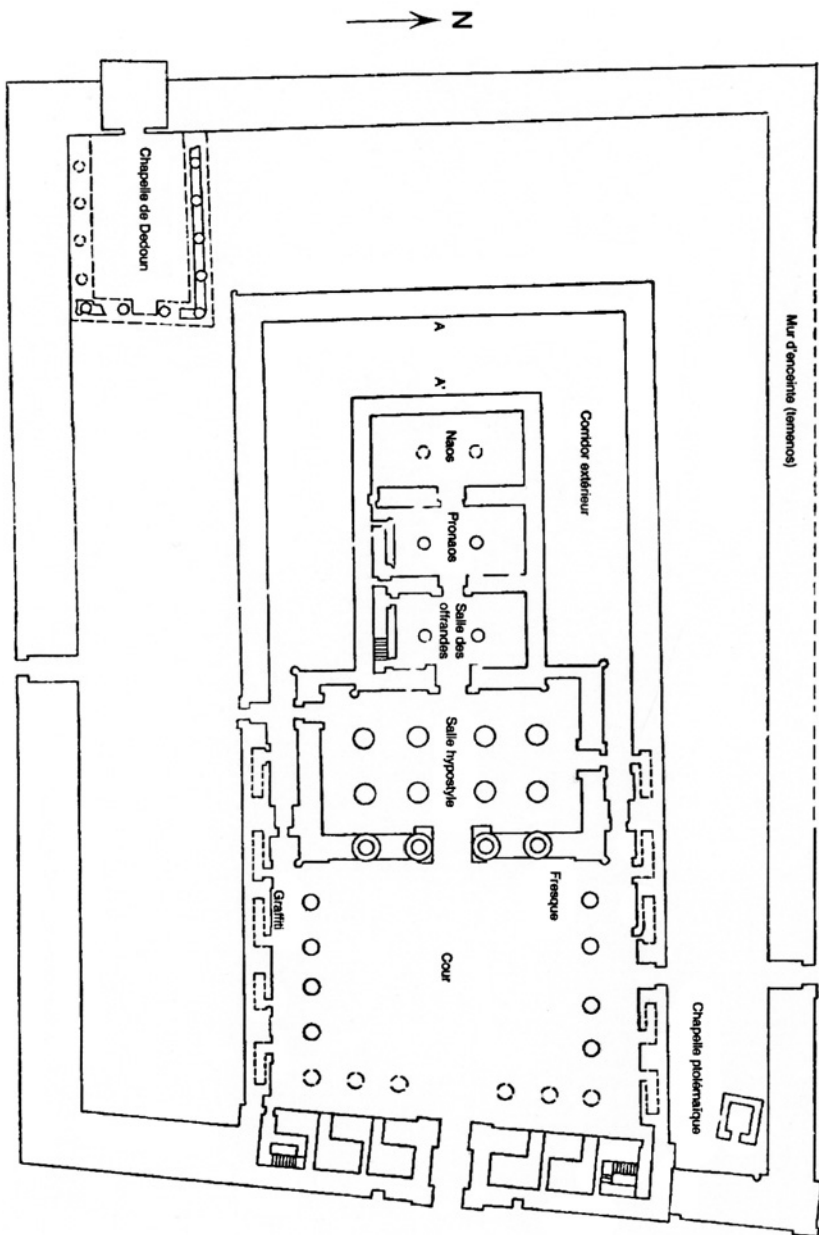 N
Chapelle de Dedoun
Mur d'enceinte (temenos)
A
A'
Corridor extérieur
Naos
Pronaos
Salle des
offrandes
Salle hypostyle
Fresque
Graffiti
Cour
Chapelle ptolémaïque